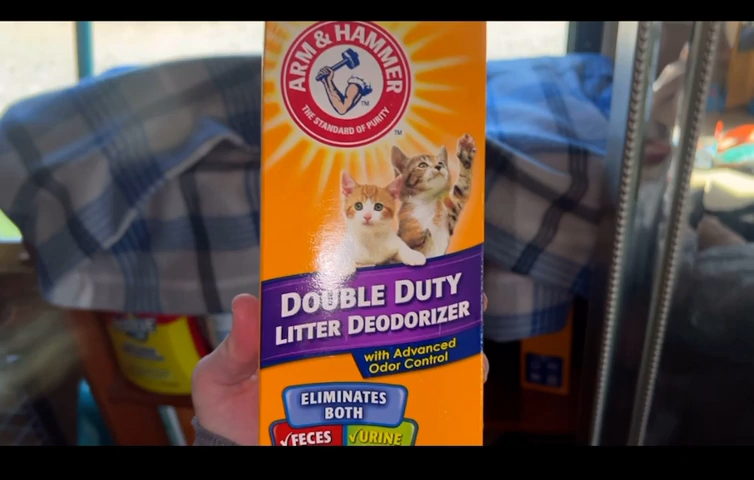 ARM & HAMMER
THE STANDARD OF PURITY
TM
TM
DOUBLE DUTY
LITTER DEODORIZER
with Advanced
Odor Control
ELIMINATES
BOTH
✓FECES ✓URINE